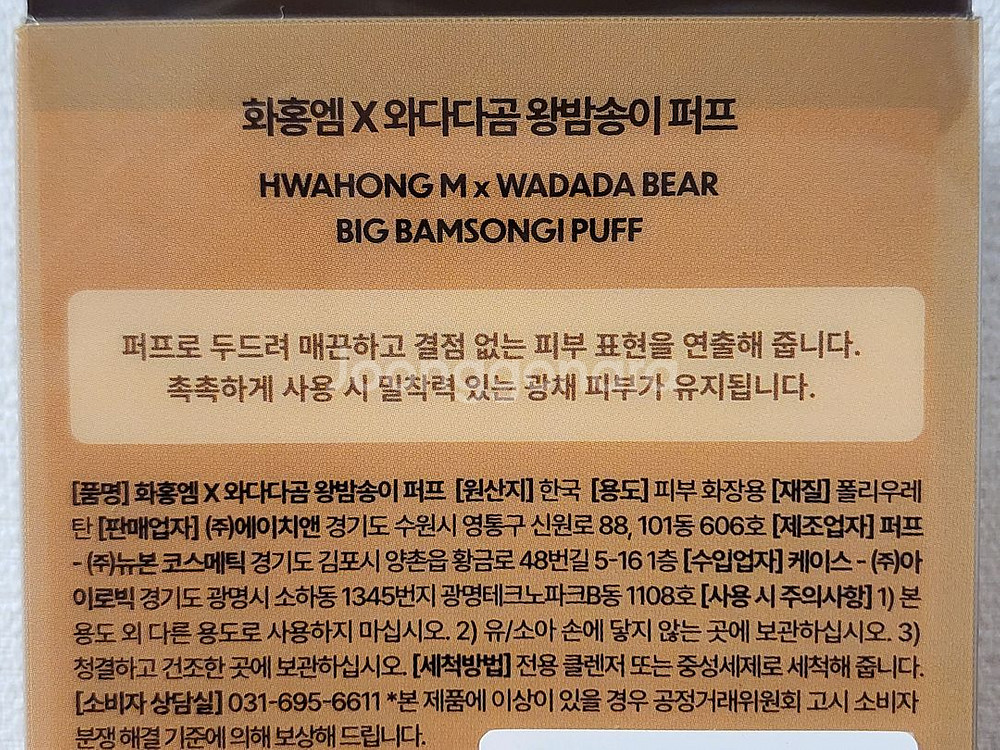 화홍엠 X 와다다곰 왕밤송이 퍼프
HWAHONG M x WADADA BEAR
BIG BAMSONGI PUFF
퍼프로 두드려 매끈하고 결점 없는 피부 표현을 연출해 줍니다.
촉촉하게 사용 시 밀착력 있는 광채 피부가 유지됩니다.
Joonggonara
[품명] 화홍엠 X 와다다곰 왕밤송이 퍼프 [원산지] 한국 [용도] 피부 화장용 [재질] 폴리우레
탄 [판매업자] (주)에이치앤 경기도 수원시 영통구 신원로 88, 101동 606호 [제조업자] 퍼프
- (주)뉴본 코스메틱 경기도 김포시 양촌읍 황금로 48번길 5-16 1층 [수입업자] 케이스 - (주)아
이로빅 경기도 광명시 소하동 1345번지 광명테크노파크B동 1108호 [사용 시 주의사항] 1) 본
용도 외 다른 용도로 사용하지 마십시오. 2) 유/소아 손에 닿지 않는 곳에 보관하십시오. 3)
청결하고 건조한 곳에 보관하십시오. [세척방법] 전용 클렌저 또는 중성세제로 세척해 줍니다.
[소비자 상담실] 031-695-6611 *본 제품에 이상이 있을 경우 공정거래위원회 고시 소비자
분쟁 해결 기준에 의해 보상해 드립니다.